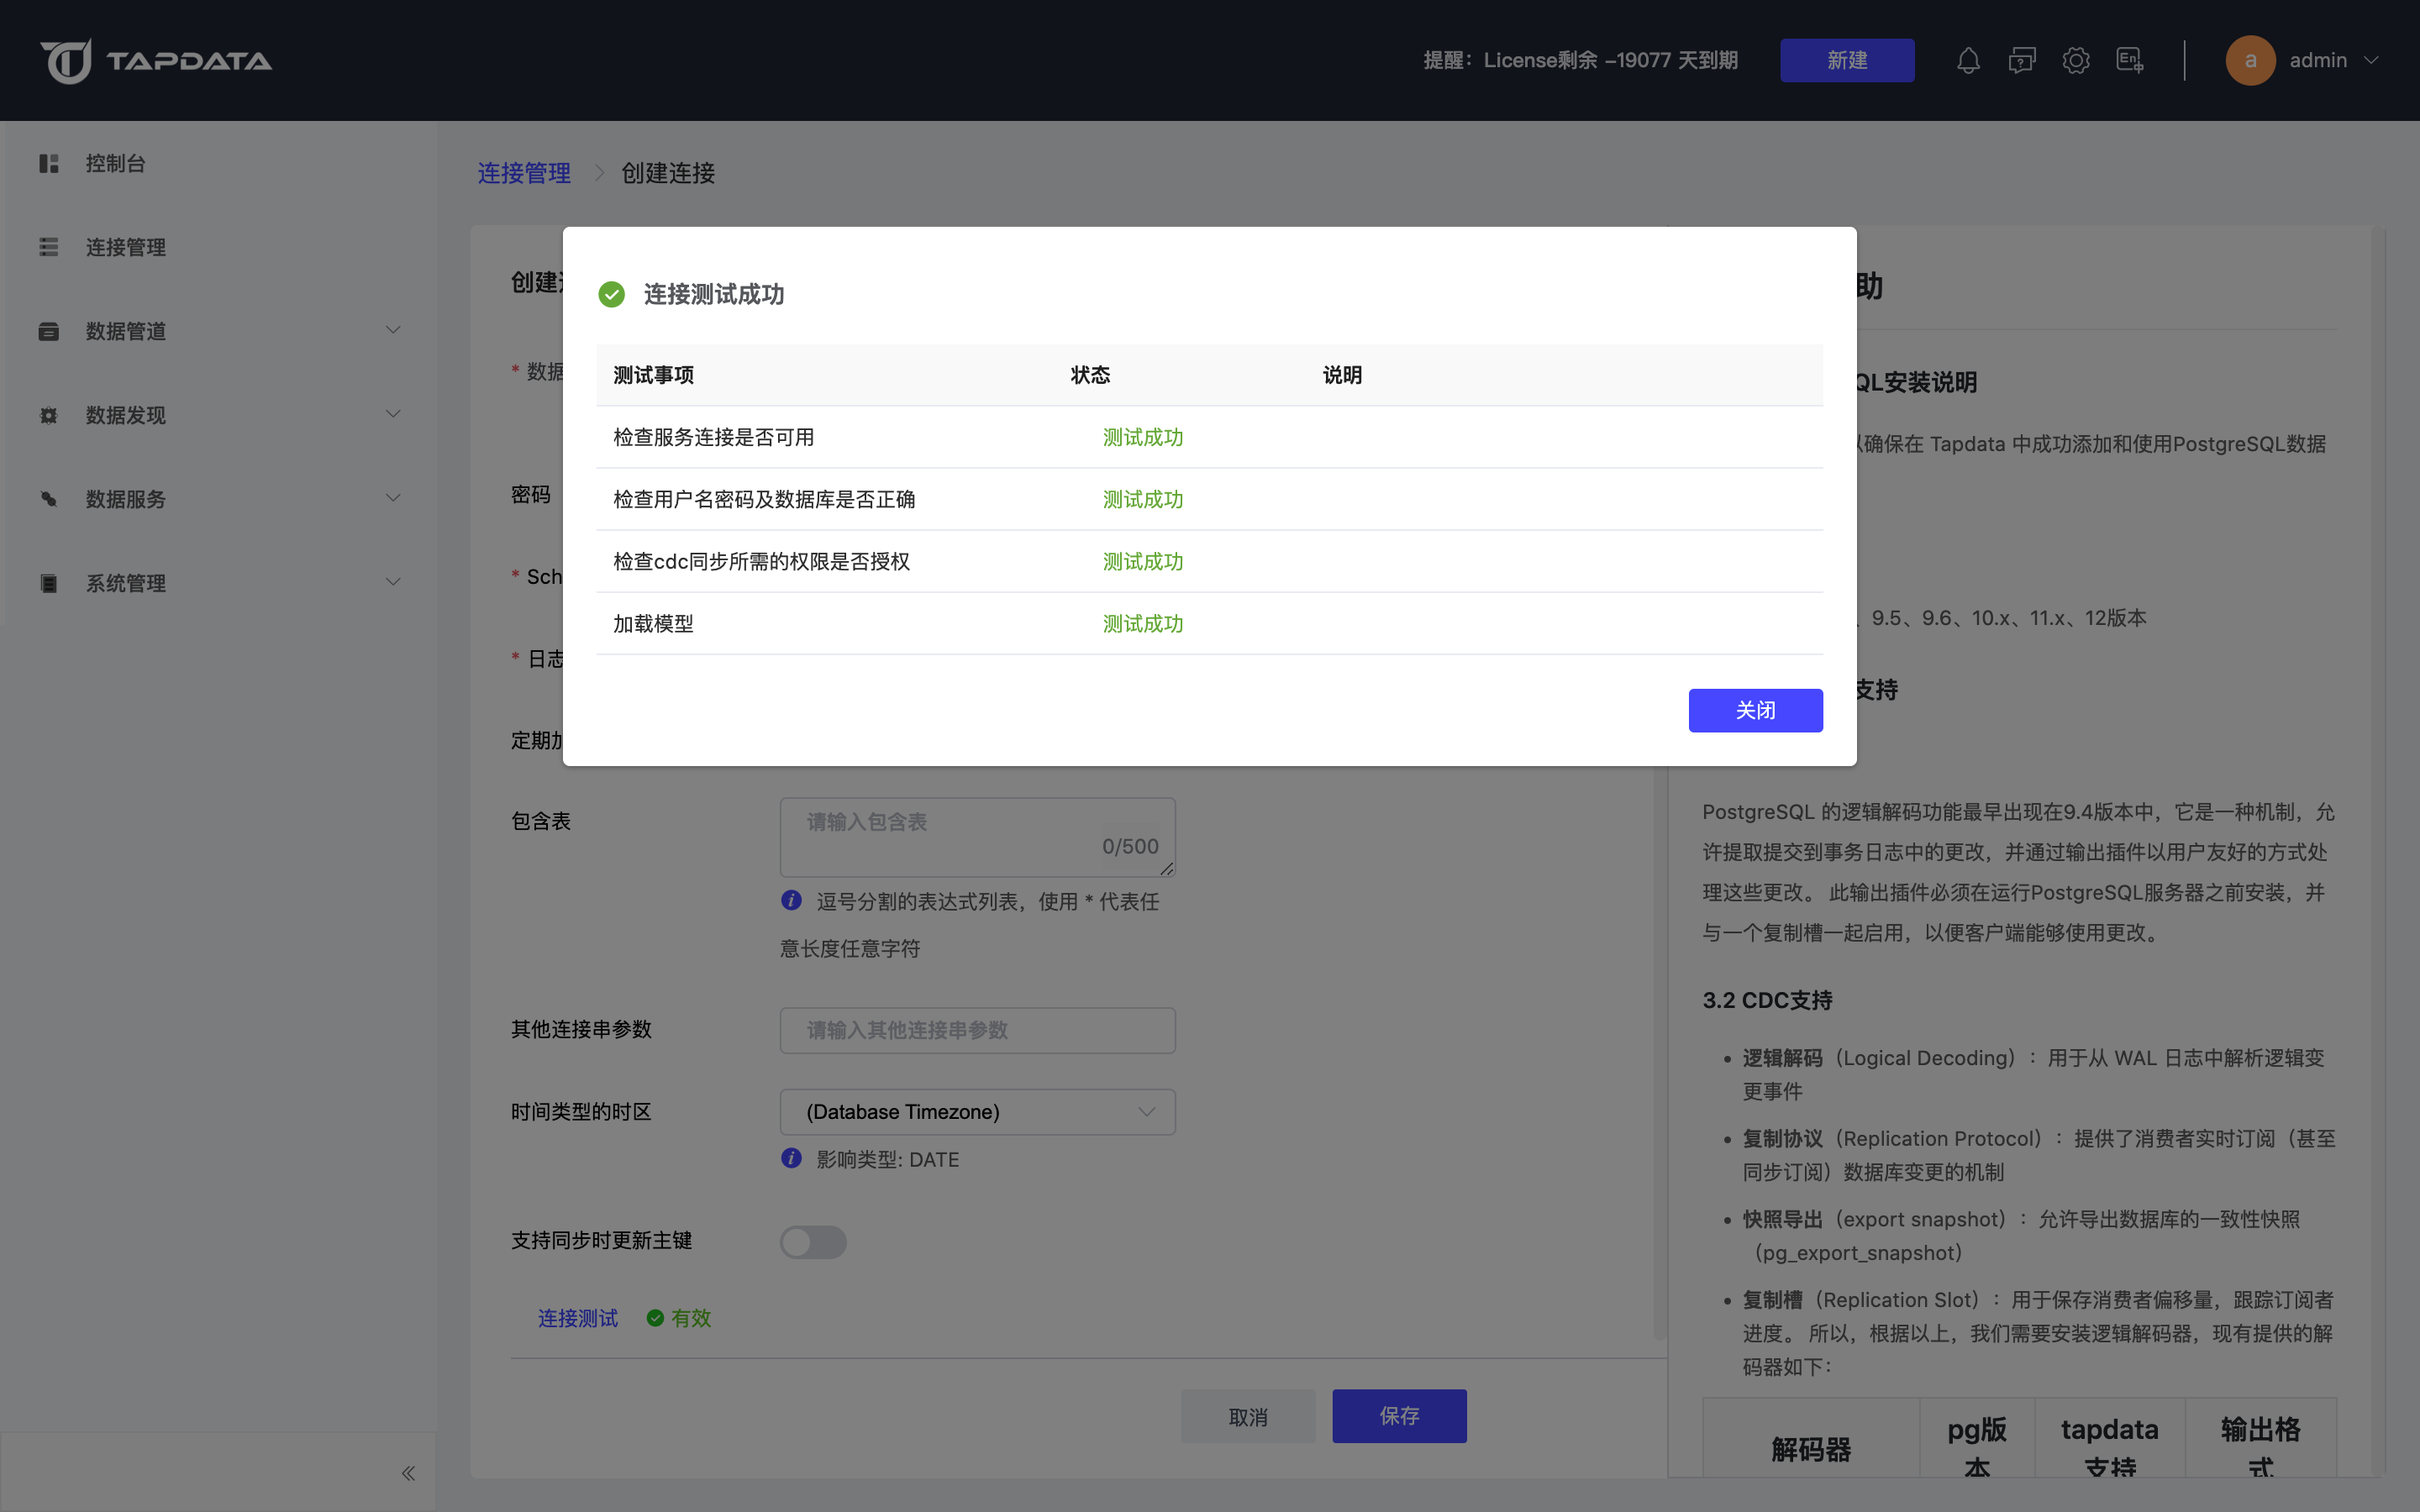 TAPDATA
提醒：License剩余 -19077 天到期
新建
En
a
admin
控制台
连接管理
数据管道
数据发现
数据服务
系统管理
连接管理 > 创建连接
创建
* 数据
密码
* Sch
* 日志
定期加
连接测试成功
测试事项 状态 说明
检查服务连接是否可用 测试成功
检查用户名密码及数据库是否正确 测试成功
检查cdc同步所需的权限是否授权 测试成功
加载模型 测试成功
关闭
包含表
请输入包含表
0/500
逗号分割的表达式列表，使用 * 代表任
意长度任意字符
其他连接串参数
请输入其他连接串参数
时间类型的时区
(Database Timezone)
影响类型: DATE
支持同步时更新主键
连接测试
有效
取消
保存
助
QL安装说明
以确保在 Tapdata 中成功添加和使用PostgreSQL数据
、9.5、9.6、10.x、11.x、12版本
支持
PostgreSQL 的逻辑解码功能最早出现在9.4版本中，它是一种机制，允
许提取提交到事务日志中的更改，并通过输出插件以用户友好的方式处
理这些更改。 此输出插件必须在运行PostgreSQL服务器之前安装，并
与一个复制槽一起启用，以便客户端能够使用更改。
3.2 CDC支持
• 逻辑解码（Logical Decoding）：用于从 WAL 日志中解析逻辑变
更事件
• 复制协议（Replication Protocol）：提供了消费者实时订阅（甚至
同步订阅）数据库变更的机制
• 快照导出（export snapshot）：允许导出数据库的一致性快照
（pg_export_snapshot）
• 复制槽（Replication Slot）：用于保存消费者偏移量，跟踪订阅者
进度。 所以，根据以上，我们需要安装逻辑解码器，现有提供的解
码器如下：
解码器
pg版
本
tapdata
支持
输出格
式